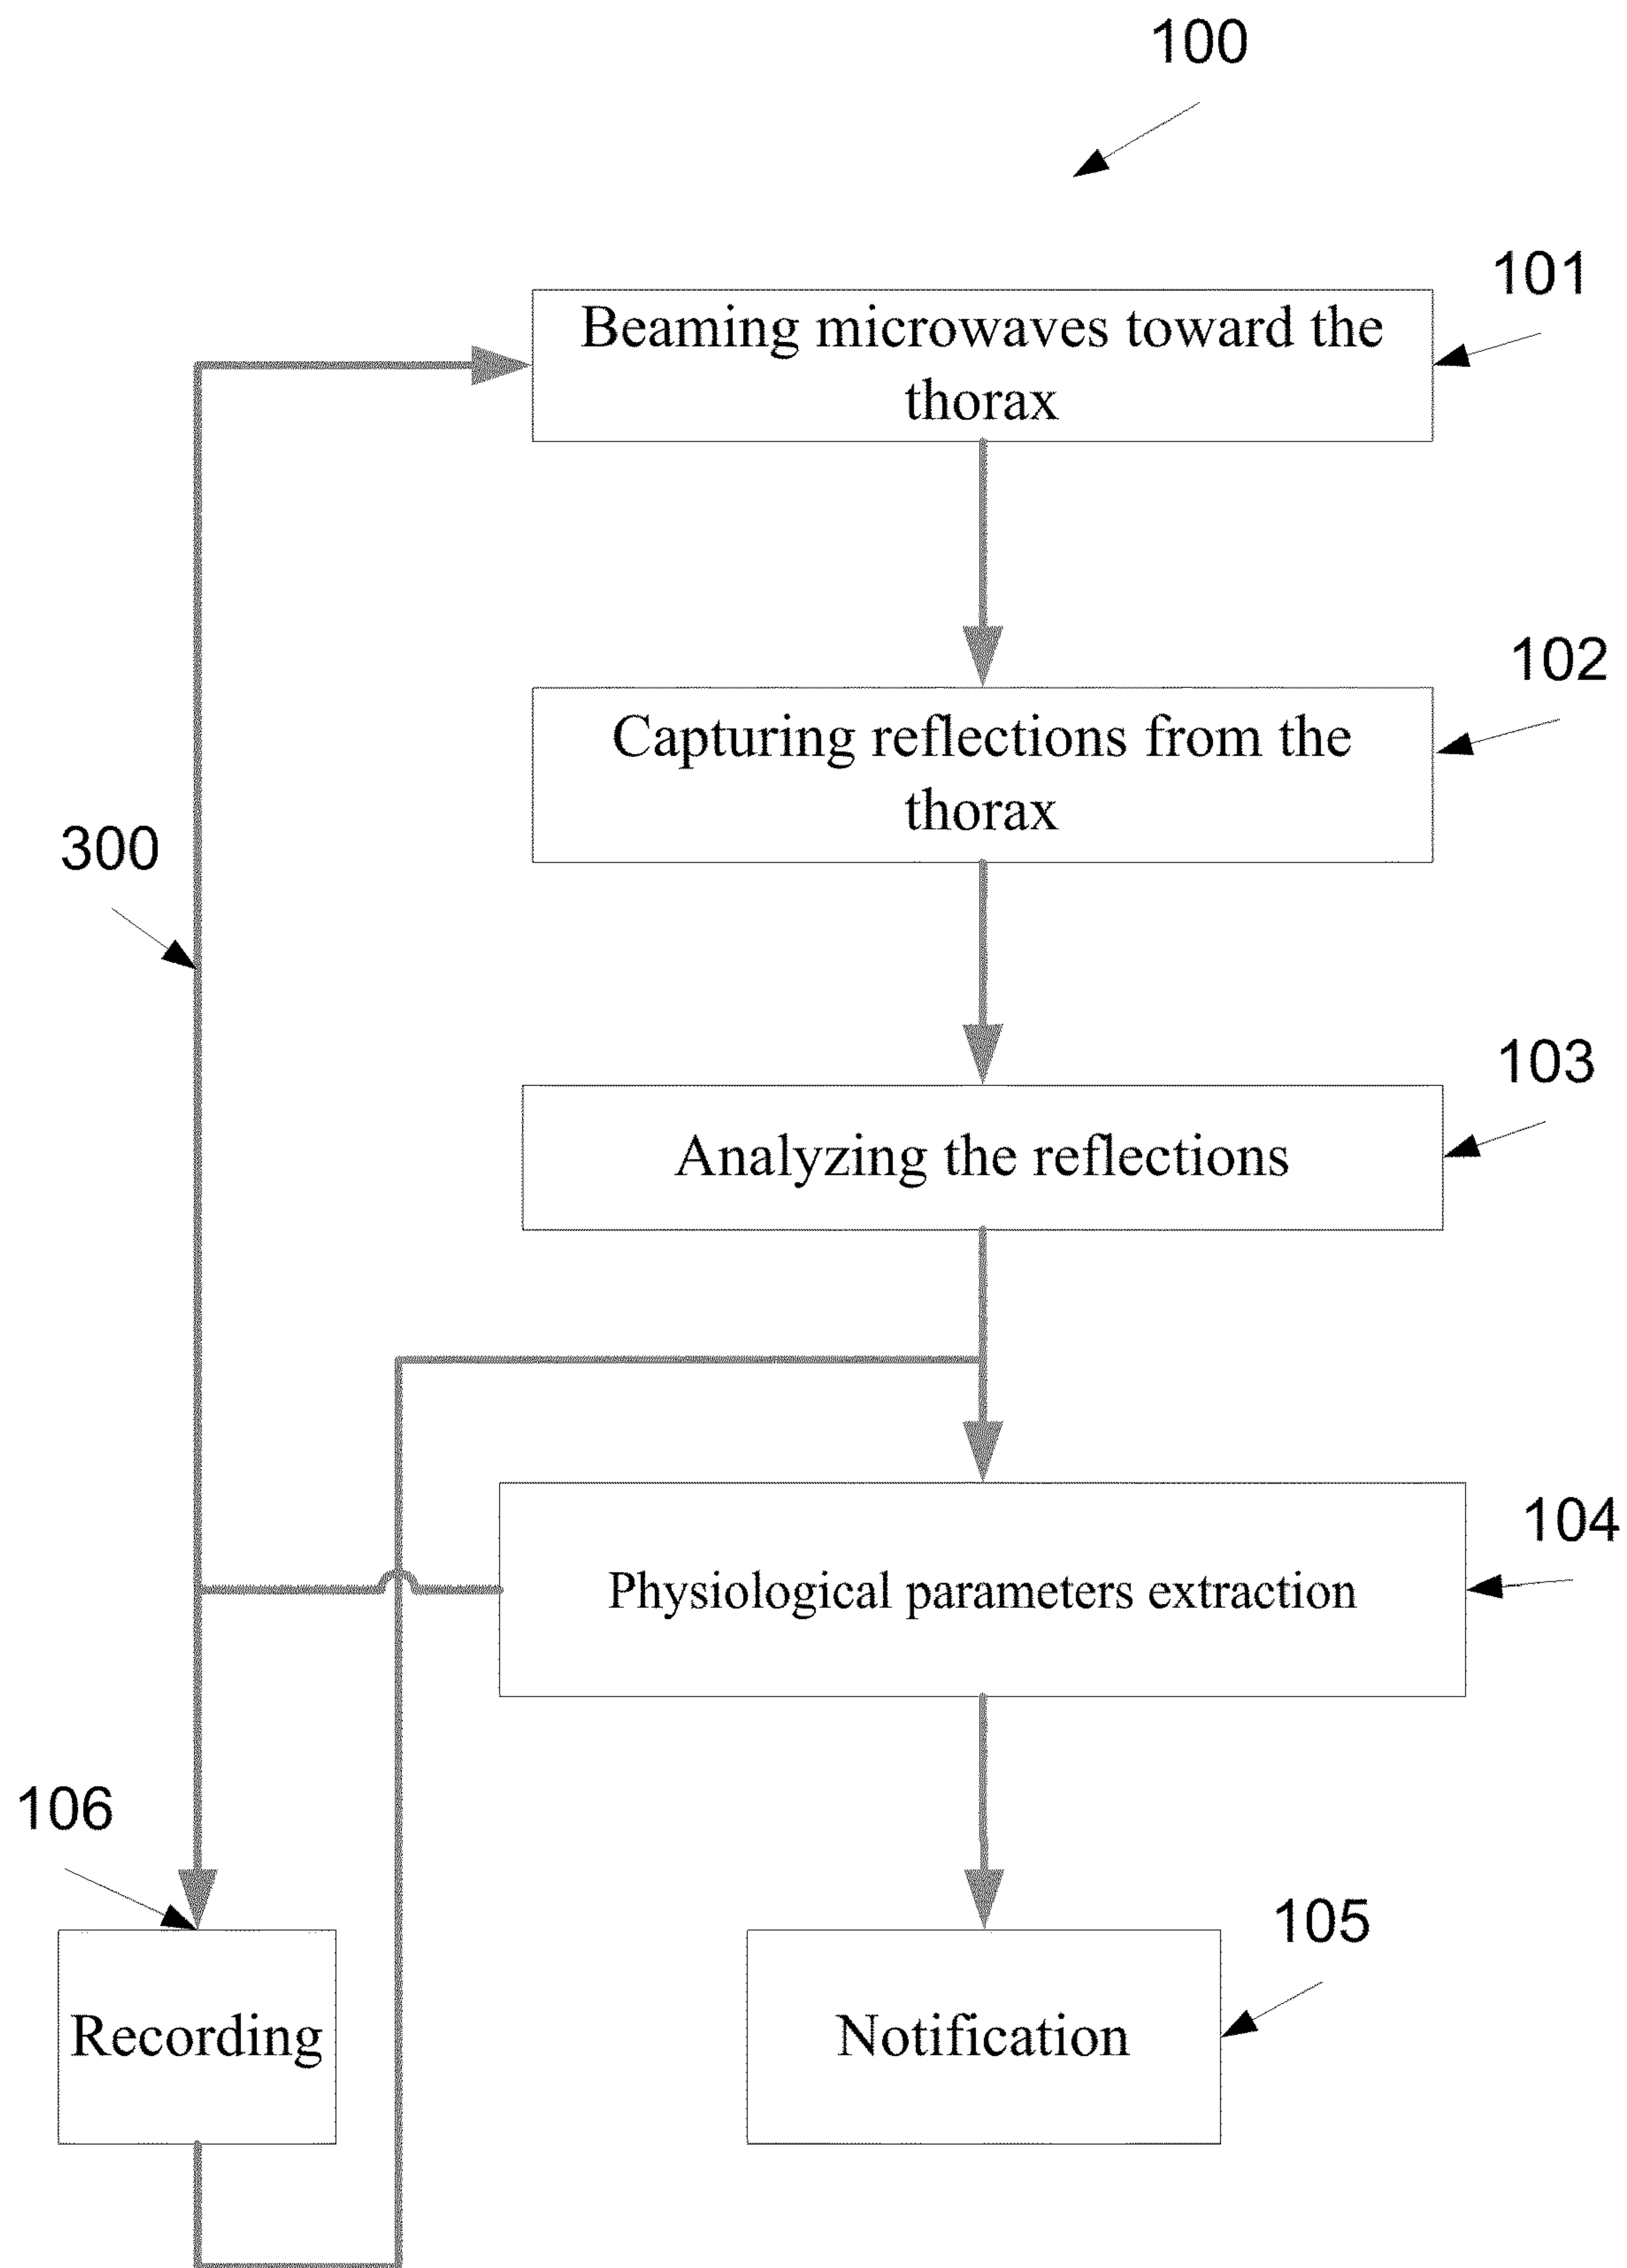 100
101
Beaming microwaves toward the
thorax
102
Capturing reflections from the
thorax
300
103
Analyzing the reflections
104
Physiological parameters extraction
106
105
Recording
Notification